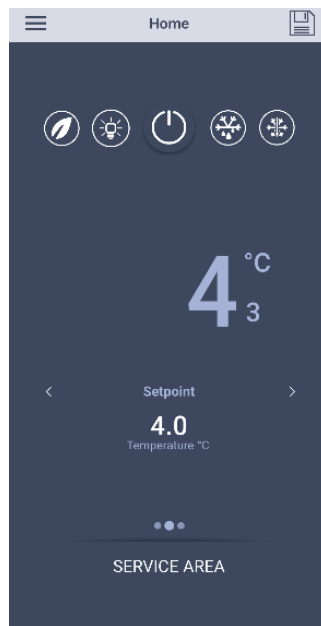 Home
°C
4
3
Setpoint
4.0
Temperature °C
SERVICE AREA